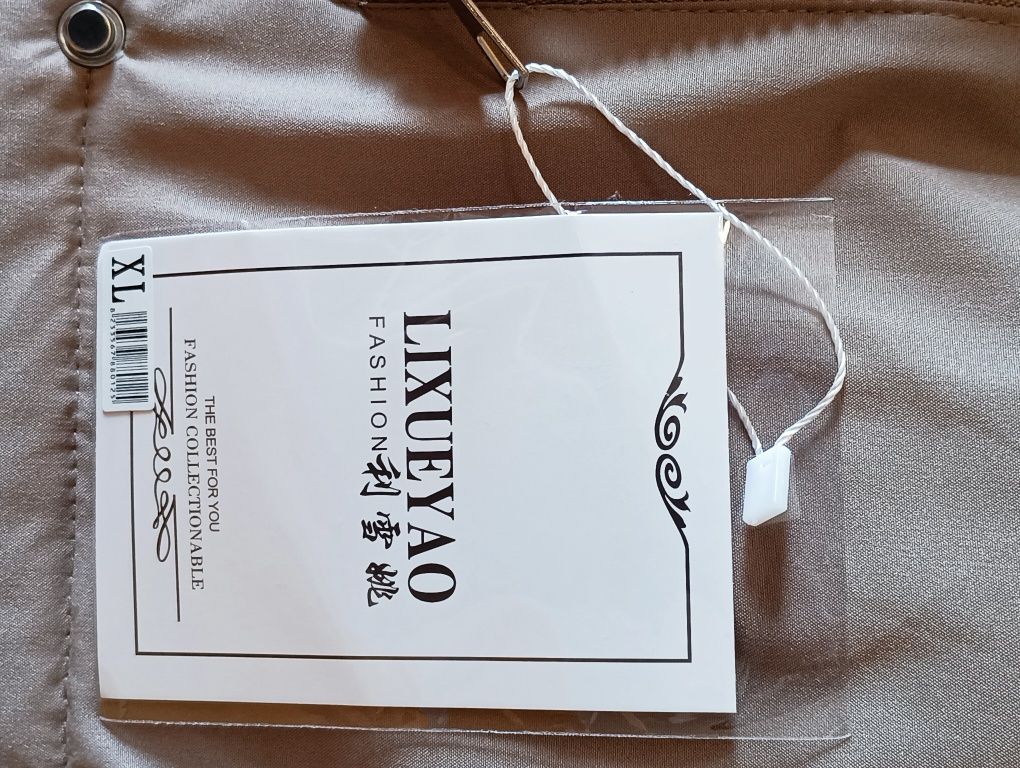 LIXUEYAO
FASHION利雪姚
THE BEST FOR YOU
FASHION COLLECTIONABLE
XL